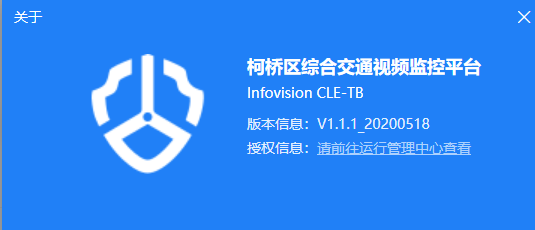 关于
柯桥区综合交通视频监控平台
Infovision CLE-TB
版本信息：V1.1.1_20200518
授权信息：请前往运行管理中心查看